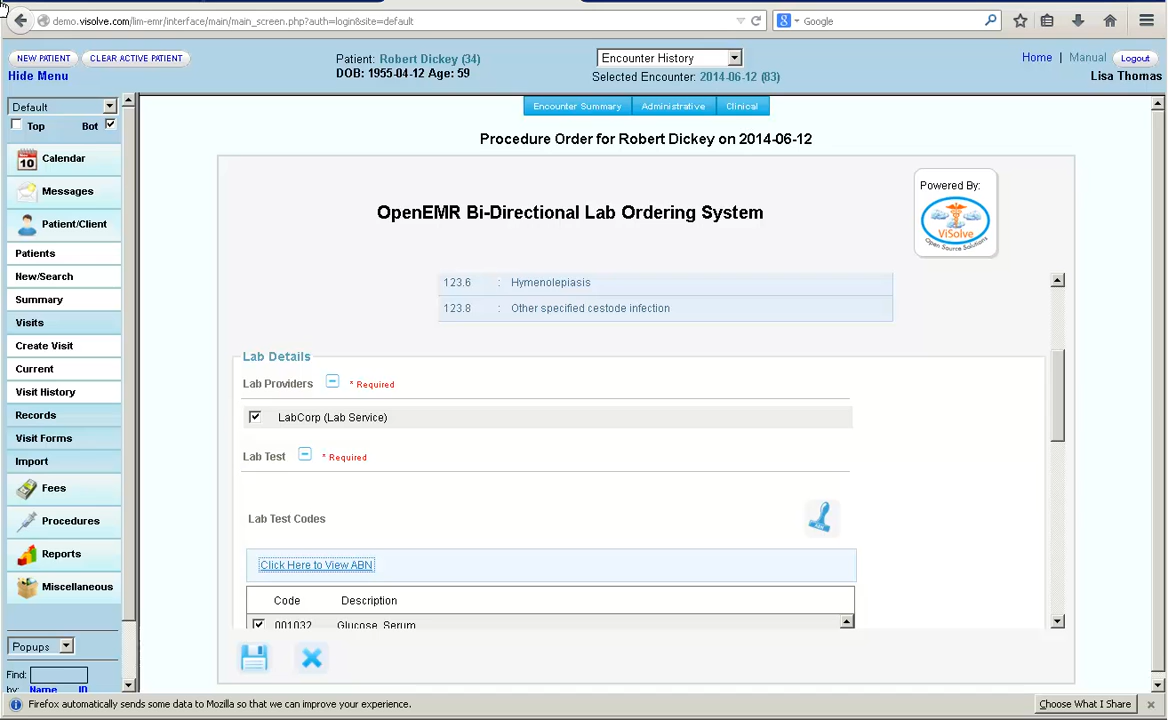 demo.visolve.com/lim-emr/interface/main/main_screen.php?auth=login&site=default
Google
NEW PATIENT
CLEAR ACTIVE PATIENT
Hide Menu
Patient: Robert Dickey (34)
DOB: 1955-04-12 Age: 59
Encounter History
Selected Encounter: 2014-06-12 (83)
Home | Manual Logout
Lisa Thomas
Default
Top Bot
Calendar
Messages
Patient/Client
Patients
New/Search
Summary
Visits
Create Visit
Current
Visit History
Records
Visit Forms
Import
Fees
Procedures
Reports
Miscellaneous
Popups
Find:
by: Name ID
Encounter Summary
Administrative
Clinical
Procedure Order for Robert Dickey on 2014-06-12
OpenEMR Bi-Directional Lab Ordering System
Powered By:
ViSolve
Open Source Solutions
123.6 : Hymenolepiasis
123.8 : Other specified cestode infection
Lab Details
Lab Providers * Required
LabCorp (Lab Service)
Lab Test * Required
Lab Test Codes
Click Here to View ABN
Code Description
001032 Glucose, Serum
Firefox automatically sends some data to Mozilla so that we can improve your experience.
Choose What I Share